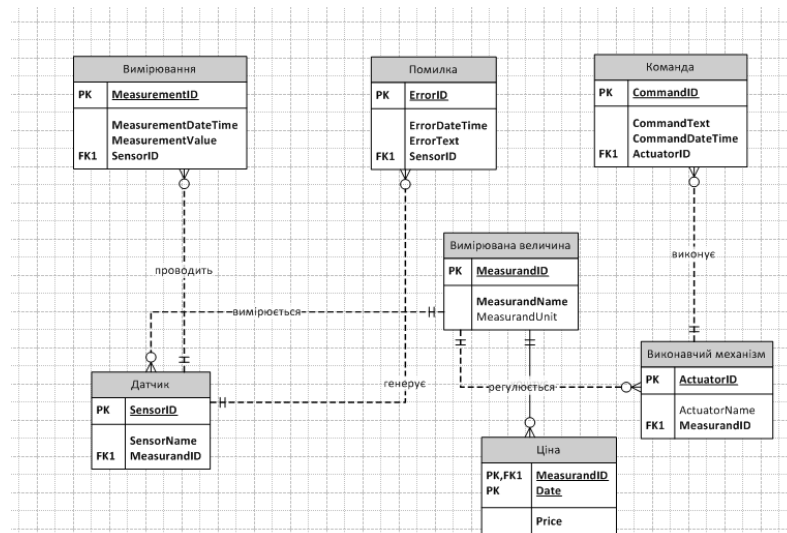 Вимірювання
PK MeasurementID
MeasurementDateTime
MeasurementValue
FK1 SensorID
Помилка
PK ErrorID
ErrorDateTime
ErrorText
FK1 SensorID
Команда
PK CommandID
CommandText
CommandDateTime
FK1 ActuatorID
проводить
Вимірювана величина
PK MeasurandID
MeasurandName
MeasurandUnit
виконує
вимірюється
Датчик
PK SensorID
SensorName
FK1 MeasurandID
генерує
регулюється
Виконавчий механізм
PK ActuatorID
ActuatorName
FK1 MeasurandID
Ціна
PK,FK1 MeasurandID
PK Date
Price